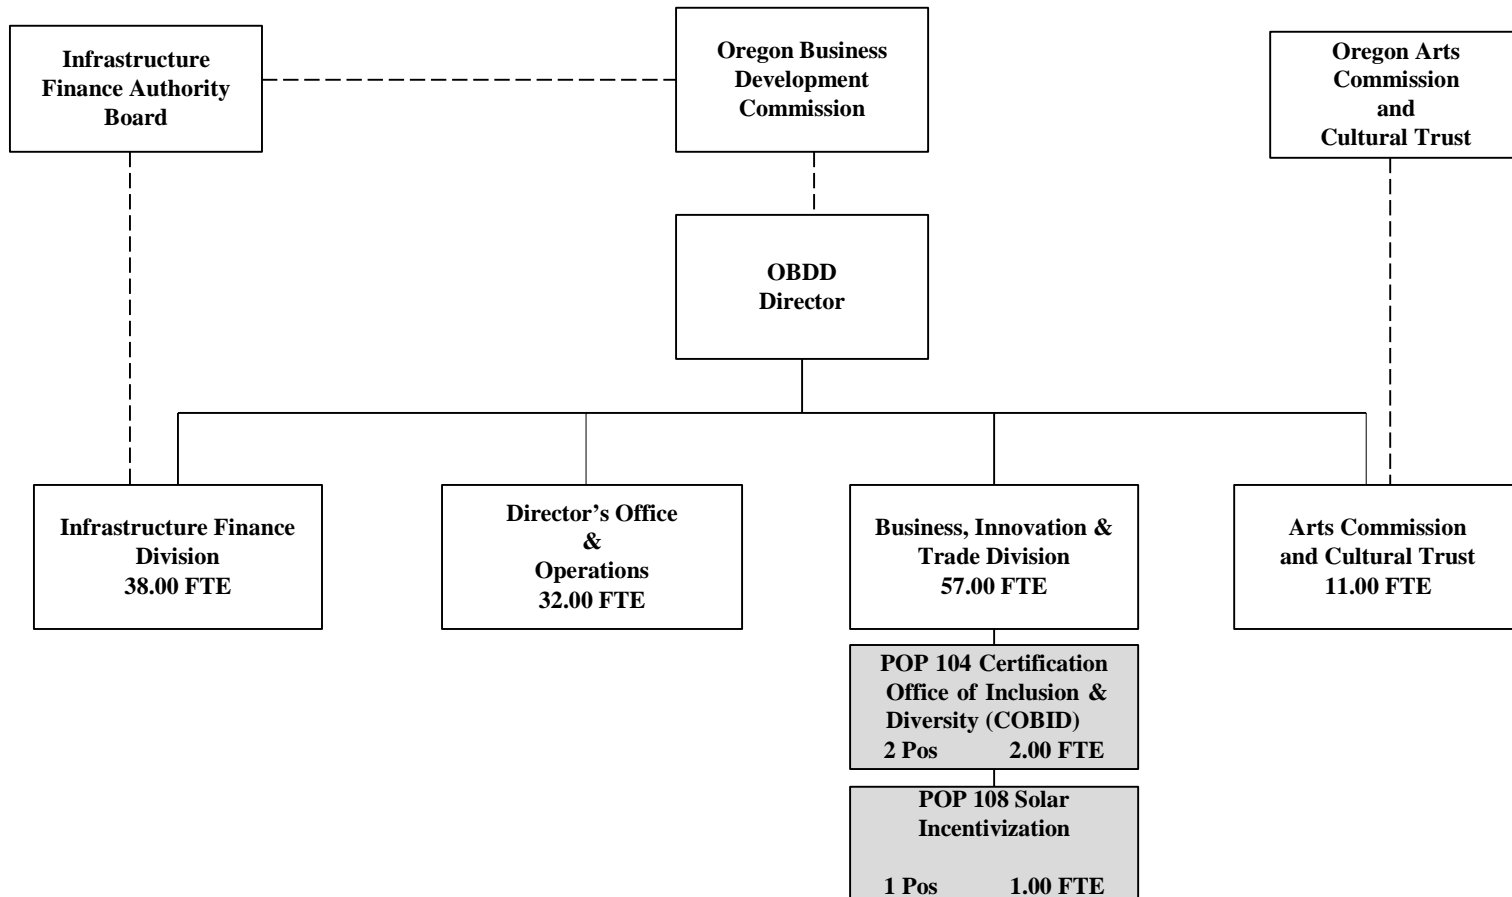 Infrastructure
Finance Authority
Board
Oregon Business
Development
Commission
Oregon Arts
Commission
and
Cultural Trust
OBDD
Director
Infrastructure Finance
Division
38.00 FTE
Director’s Office
&
Operations
32.00 FTE
Business, Innovation &
Trade Division
57.00 FTE
Arts Commission
and Cultural Trust
11.00 FTE
POP 104 Certification
Office of Inclusion &
Diversity (COBID)
2 Pos 2.00 FTE
POP 108 Solar
Incentivization
1 Pos 1.00 FTE